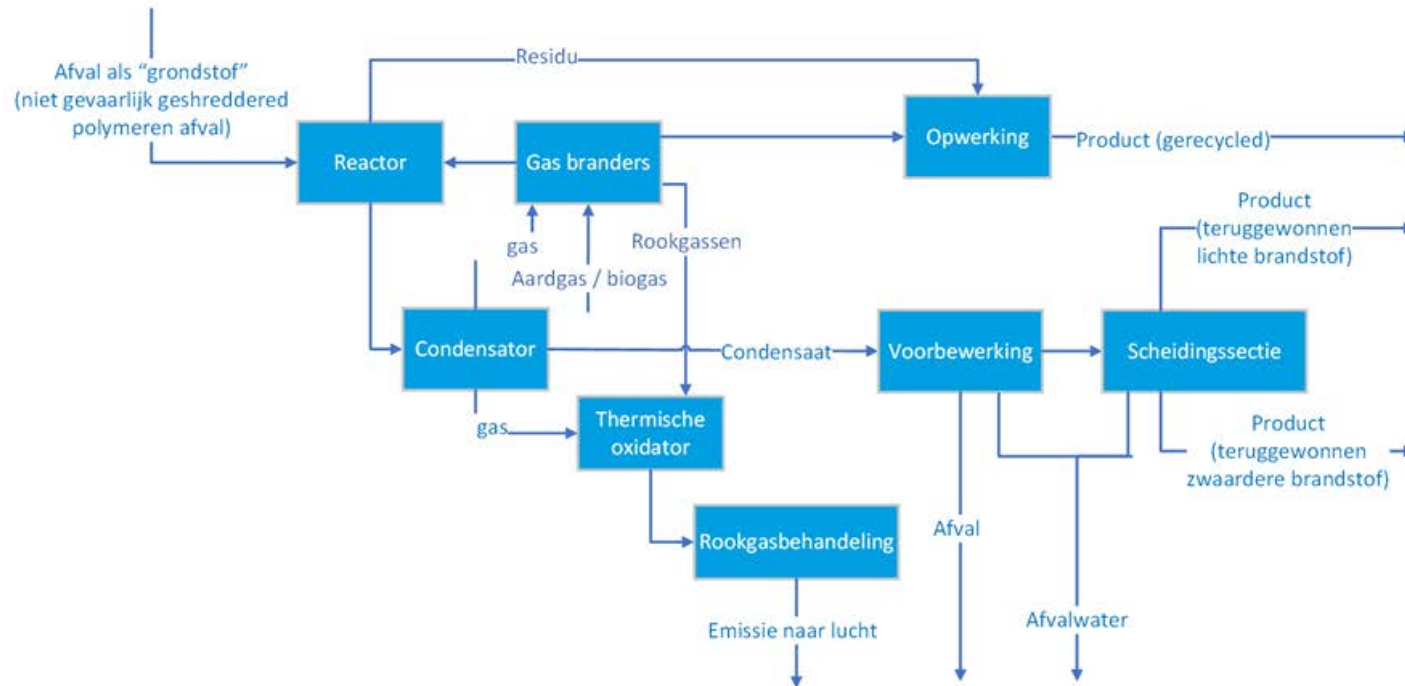 Residu
Afval als “grondstof”
(niet gevaarlijk geshreddered
polymeren afval)
Reactor
Gas branders
Opwerking
Product (gerecycled)
gas
Rookgassen
Aardgas / biogas
Product
(teruggewonnen
lichte brandstof)
Condensator
Condensaat
Voorbewerking
Scheidingssectie
gas
Thermische
oxidator
Product
(teruggewonnen
zwaardere brandstof)
Rookgasbehandeling
Afval
Emissie naar lucht
Afvalwater